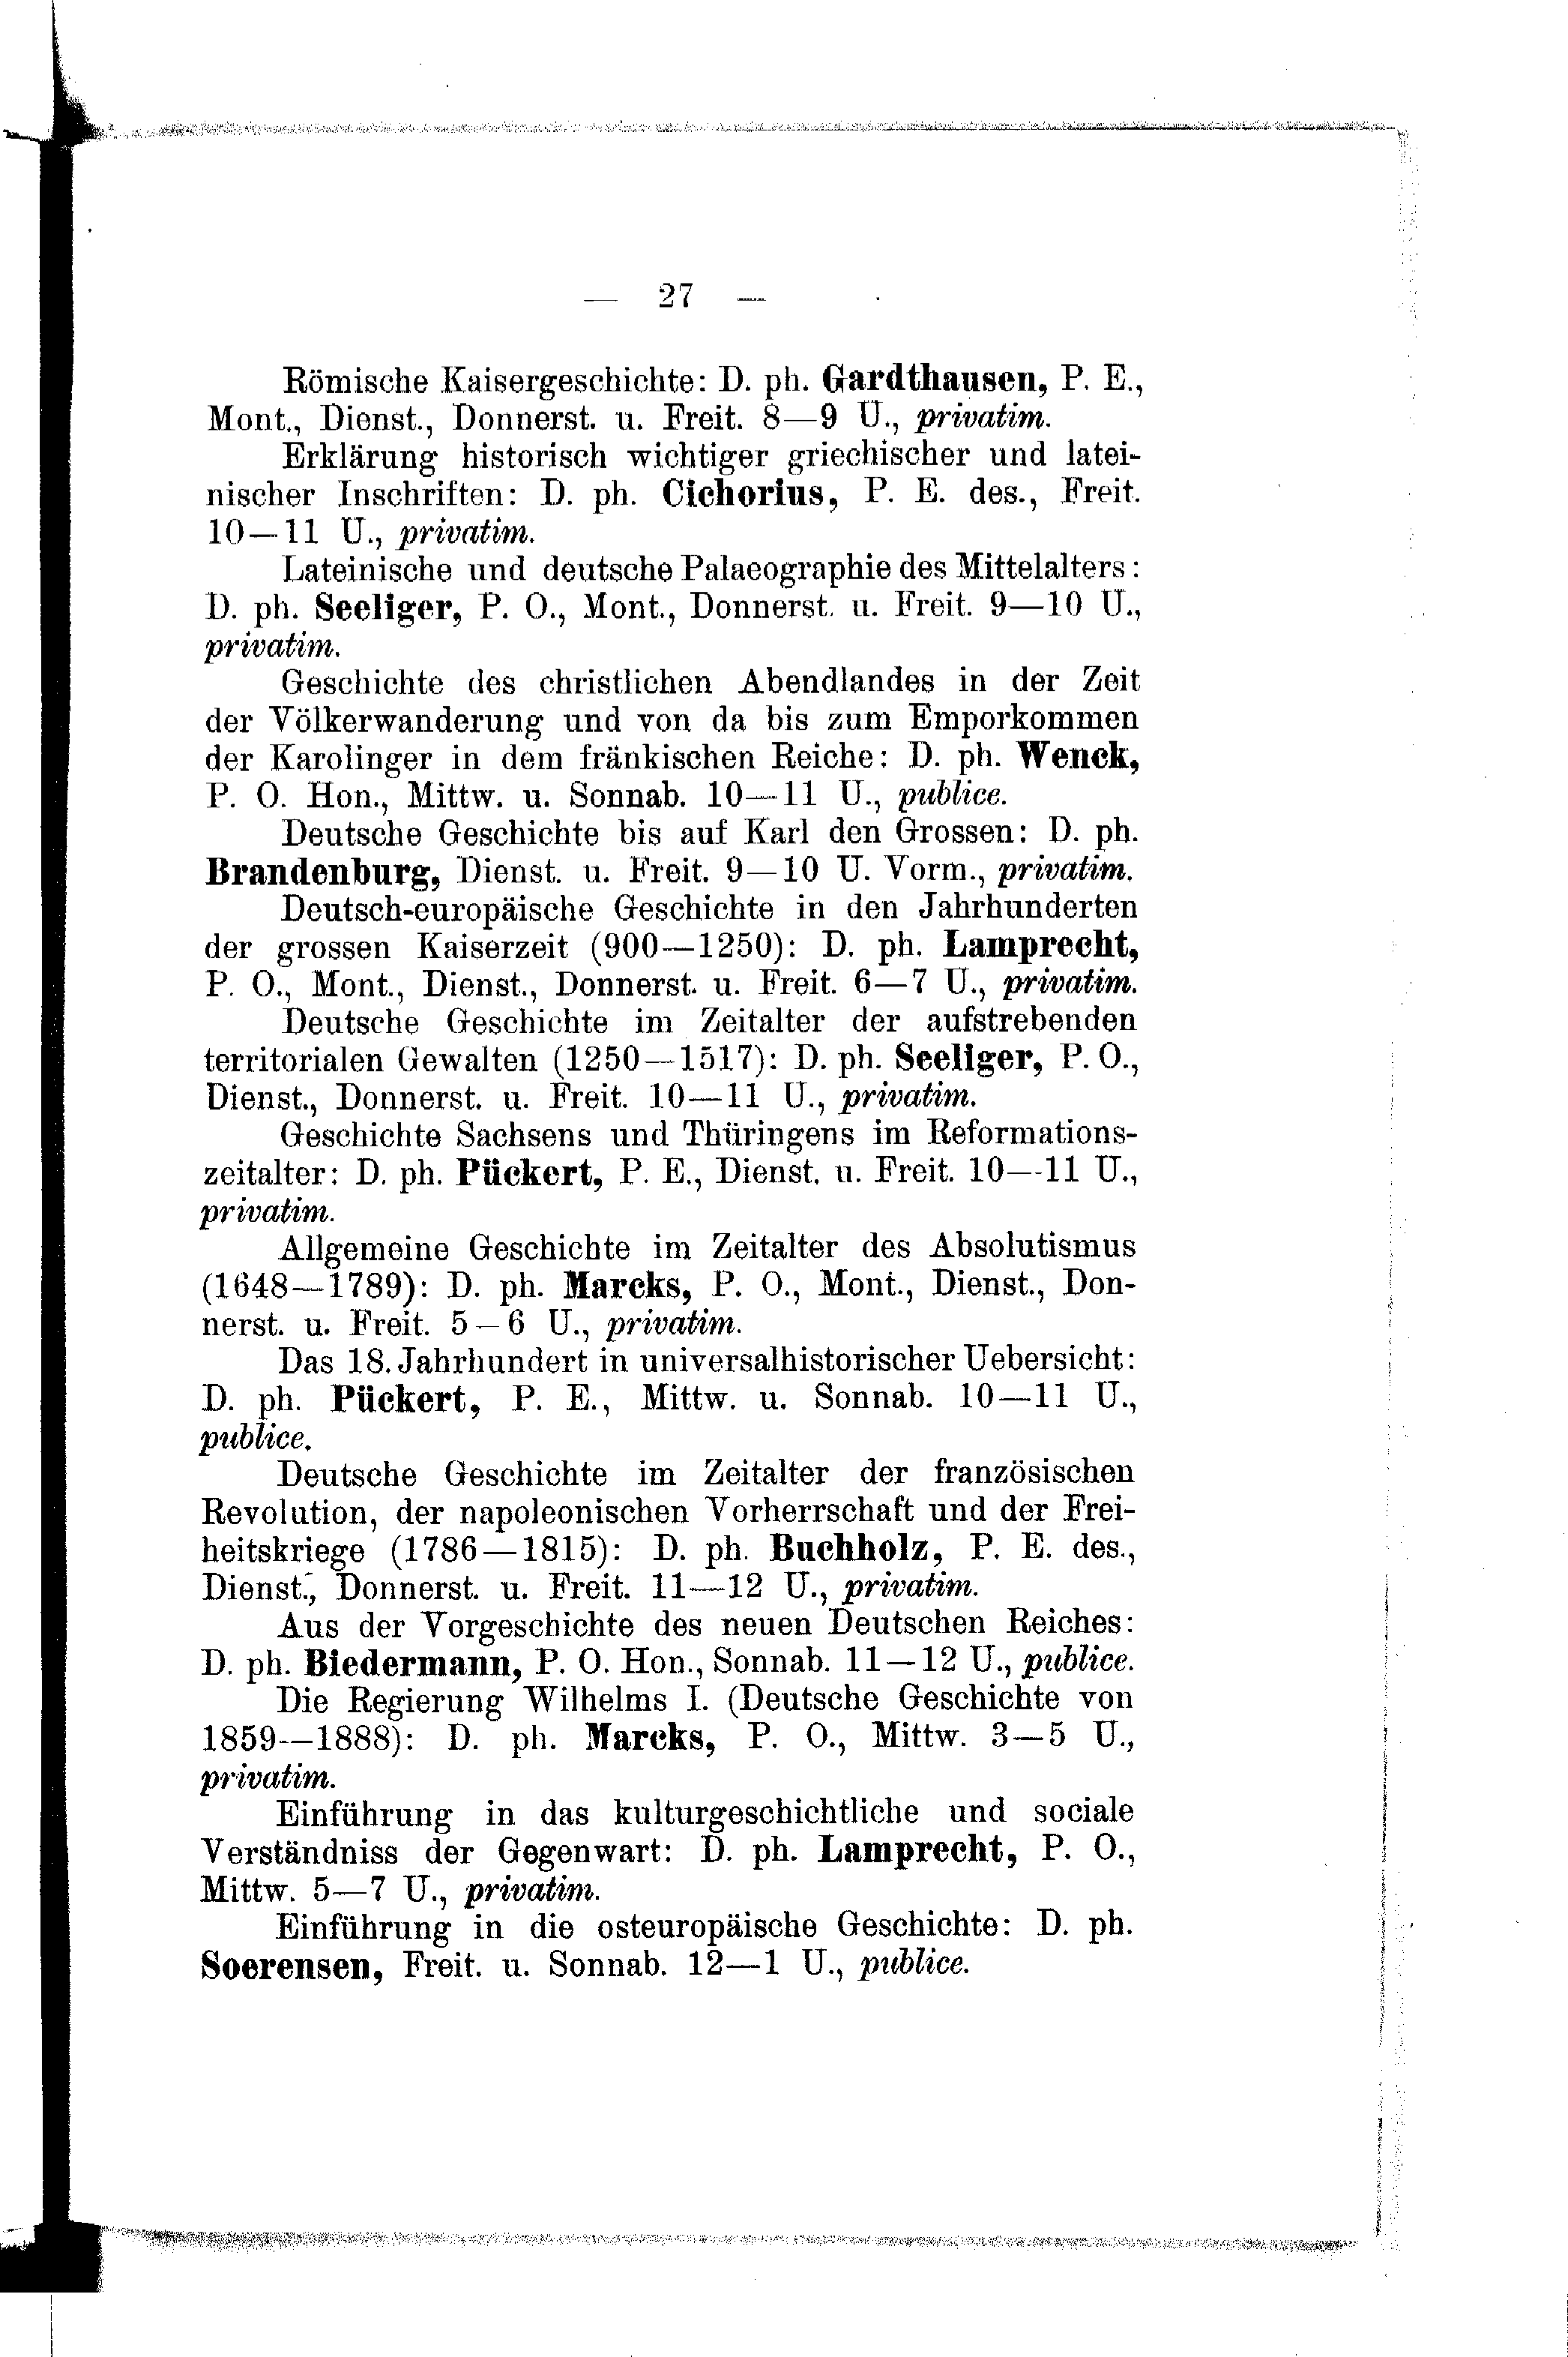 — 27 —
Römische Kaisergeschichte: D. ph. Gardthausen, P. E.,
Mont., Dienst., Donnerst. u. Freit. 8—9 U., privatim.
Erklärung historisch wichtiger griechischer und latei-
nischer Inschriften: D. ph. Cichorius, P. E. des., Freit.
10—11 U., privatim.
Lateinische und deutsche Palaeographie des Mittelalters:
D. ph. Seeliger, P. O., Mont., Donnerst. u. Freit. 9—10 U.,
privatim.
Geschichte des christlichen Abendlandes in der Zeit
der Völkerwanderung und von da bis zum Emporkommen
der Karolinger in dem fränkischen Reiche: D. ph. Wenck,
P. O. Hon., Mittw. u. Sonnab. 10—11 U., publice.
Deutsche Geschichte bis auf Karl den Grossen: D. ph.
Brandenburg, Dienst. u. Freit. 9—10 U. Vorm., privatim.
Deutsch-europäische Geschichte in den Jahrhunderten
der grossen Kaiserzeit (900—1250): D. ph. Lamprecht,
P. O., Mont., Dienst., Donnerst. u. Freit. 6—7 U., privatim.
Deutsche Geschichte im Zeitalter der aufstrebenden
territorialen Gewalten (1250—1517): D. ph. Seeliger, P. O.,
Dienst., Donnerst. u. Freit. 10—11 U., privatim.
Geschichte Sachsens und Thüringens im Reformations-
zeitalter: D. ph. Pückert, P. E., Dienst. u. Freit. 10—11 U.,
privatim.
Allgemeine Geschichte im Zeitalter des Absolutismus
(1648—1789): D. ph. Marcks, P. O., Mont., Dienst., Don-
nerst. u. Freit. 5—6 U., privatim.
Das 18. Jahrhundert in universalhistorischer Uebersicht:
D. ph. Pückert, P. E., Mittw. u. Sonnab. 10—11 U.,
publice.
Deutsche Geschichte im Zeitalter der französischen
Revolution, der napoleonischen Vorherrschaft und der Frei-
heitskriege (1786—1815): D. ph. Buchholz, P. E. des.,
Dienst., Donnerst. u. Freit. 11—12 U., privatim.
Aus der Vorgeschichte des neuen Deutschen Reiches:
D. ph. Biedermann, P. O. Hon., Sonnab. 11—12 U., publice.
Die Regierung Wilhelms I. (Deutsche Geschichte von
1859—1888): D. ph. Marcks, P. O., Mittw. 3—5 U.,
privatim.
Einführung in das kulturgeschichtliche und sociale
Verständniss der Gegenwart: D. ph. Lamprecht, P. O.,
Mittw. 5—7 U., privatim.
Einführung in die osteuropäische Geschichte: D. ph.
Soerensen, Freit. u. Sonnab. 12—1 U., publice.